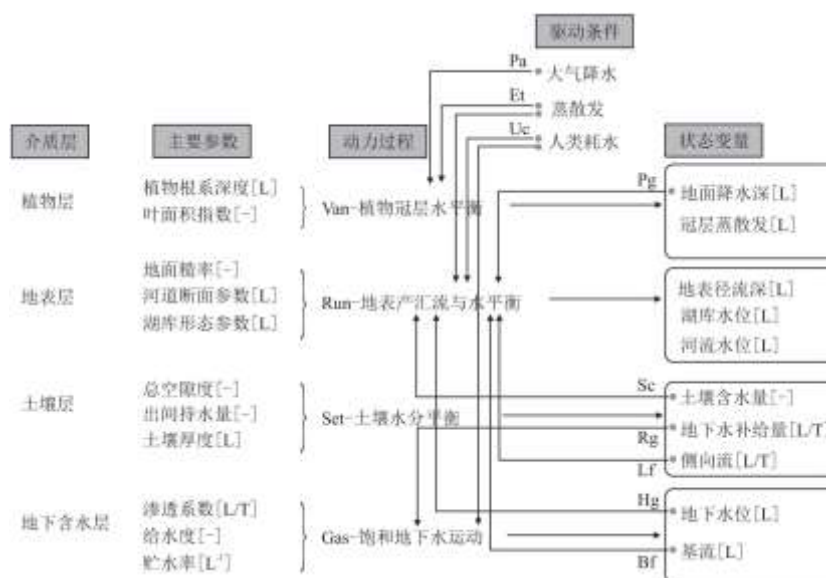 驱动条件
Pa
大气降水
Et
蒸散发
Uc
人类耗水
介质层
主要参数
动力过程
状态变量
植物层
植物根系深度[L]
叶面积指数[-]
Van-植物冠层水平衡
Pg
地面降水深[L]
冠层蒸散发[L]
地表层
地面糙率[-]
河道断面参数[L]
湖库形态参数[L]
Run-地表产汇流与水平衡
地表径流深[L]
湖库水位[L]
河流水位[L]
土壤层
总空隙度[-]
出间持水量[-]
土壤厚度[L]
Set-土壤水分平衡
Sc
土壤含水量[-]
Rg
地下水补给量[L/T]
Lf
侧向流[L/T]
地下含水层
渗透系数[L/T]
给水度[-]
贮水率
Gas-饱和地下水运动
Hg
地下水位[L]
Bf
基流[L]